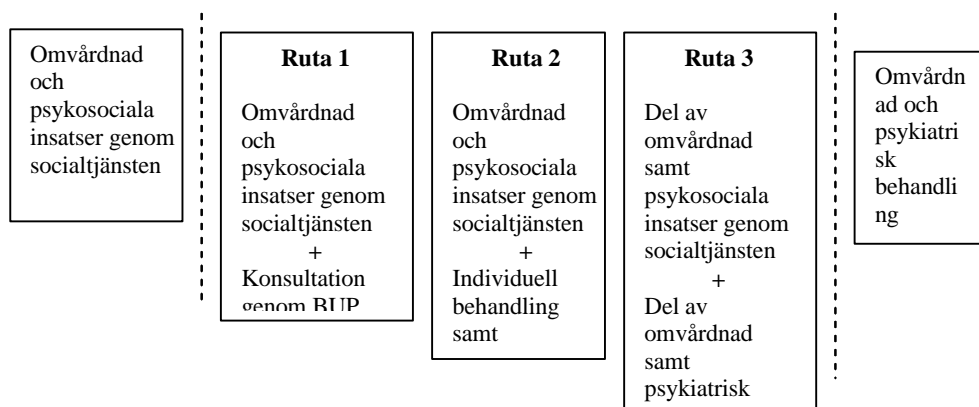 Omvårdnad
och
psykosociala
insatser genom
socialtjänsten
Ruta 1
Omvårdnad
och
psykosociala
insatser genom
socialtjänsten
+
Konsultation
genom BUP
Ruta 2
Omvårdnad
och
psykosociala
insatser genom
socialtjänsten
+
Individuell
behandling
samt
Ruta 3
Del av
omvårdnad
samt
psykosociala
insatser genom
socialtjänsten
+
Del av
omvårdnad
samt
psykiatrisk
Omvårdn
ad och
psykiatri
sk
behandli
ng